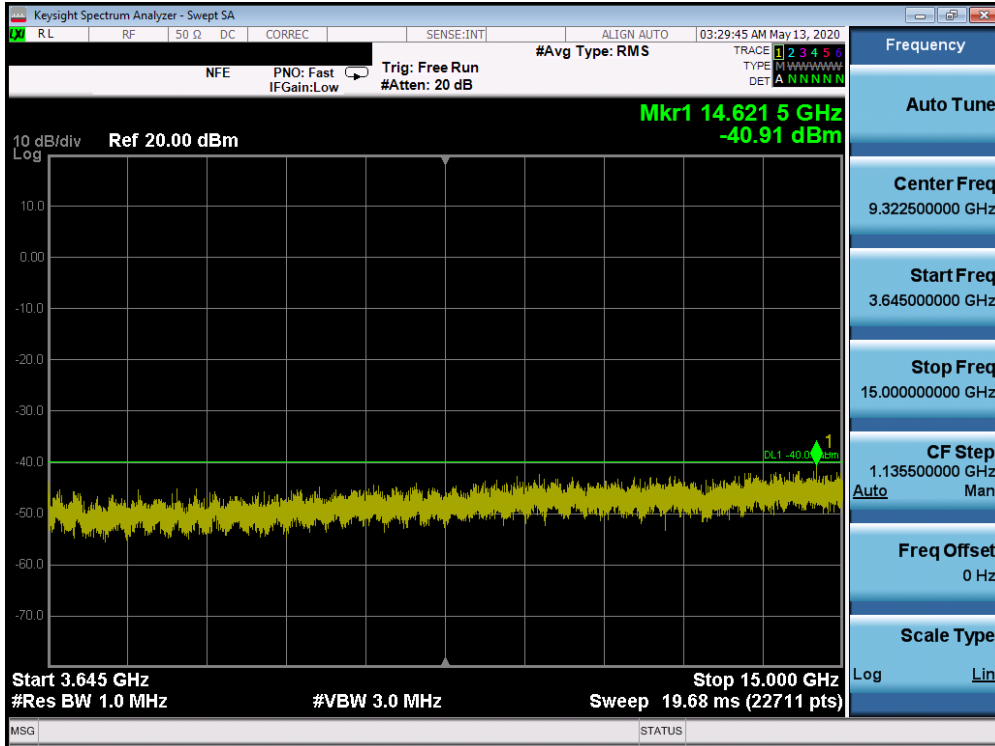 Keysight Spectrum Analyzer - Swept SA
LXI RL RF 50 Ω DC CORREC SENSE:INT ALIGN AUTO 03:29:45 AM May 13, 2020
NFE PNO: Fast IFGain:Low
Trig: Free Run
#Atten: 20 dB
#Avg Type: RMS
TRACE 1 2 3 4 5 6
TYPE M WWWWW
DET A N N N N N
Mkr1 14.621 5 GHz
-40.91 dBm
10 dB/div Ref 20.00 dBm
Log
10.0
0.00
-10.0
-20.0
-30.0
-40.0
-50.0
-60.0
-70.0
1
Start 3.645 GHz Stop 15.000 GHz
#Res BW 1.0 MHz #VBW 3.0 MHz Sweep 19.68 ms (22711 pts)
MSG STATUS
Frequency
Auto Tune
Center Freq
9.322500000 GHz
Start Freq
3.645000000 GHz
Stop Freq
15.000000000 GHz
CF Step
1.135500000 GHz
Auto Man
Freq Offset
0 Hz
Scale Type
Log Lin